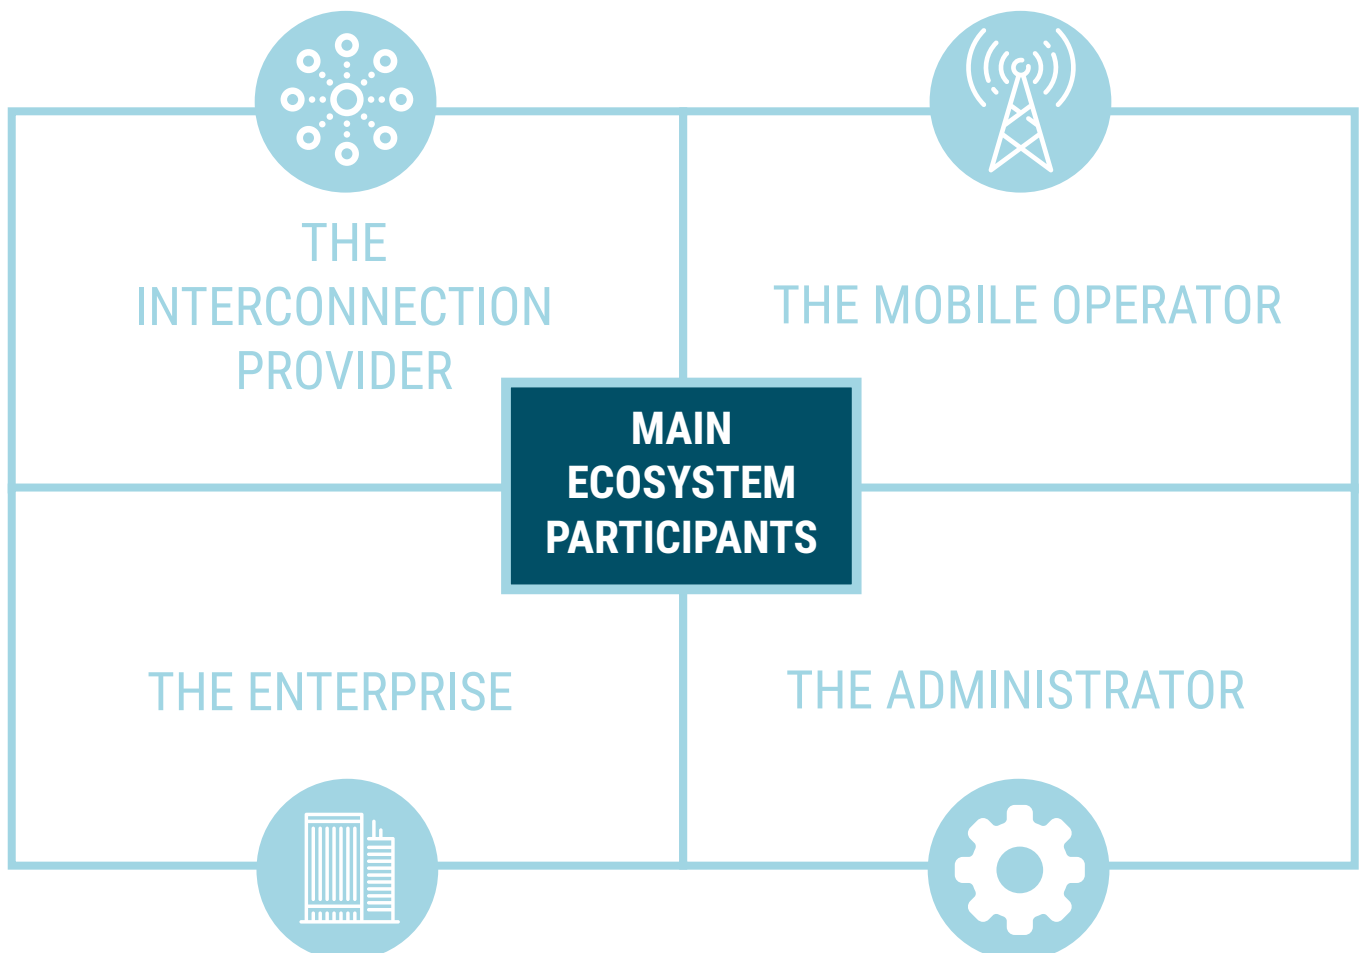 THE
INTERCONNECTION
PROVIDER
THE MOBILE OPERATOR
MAIN
ECOSYSTEM
PARTICIPANTS
THE ENTERPRISE
THE ADMINISTRATOR